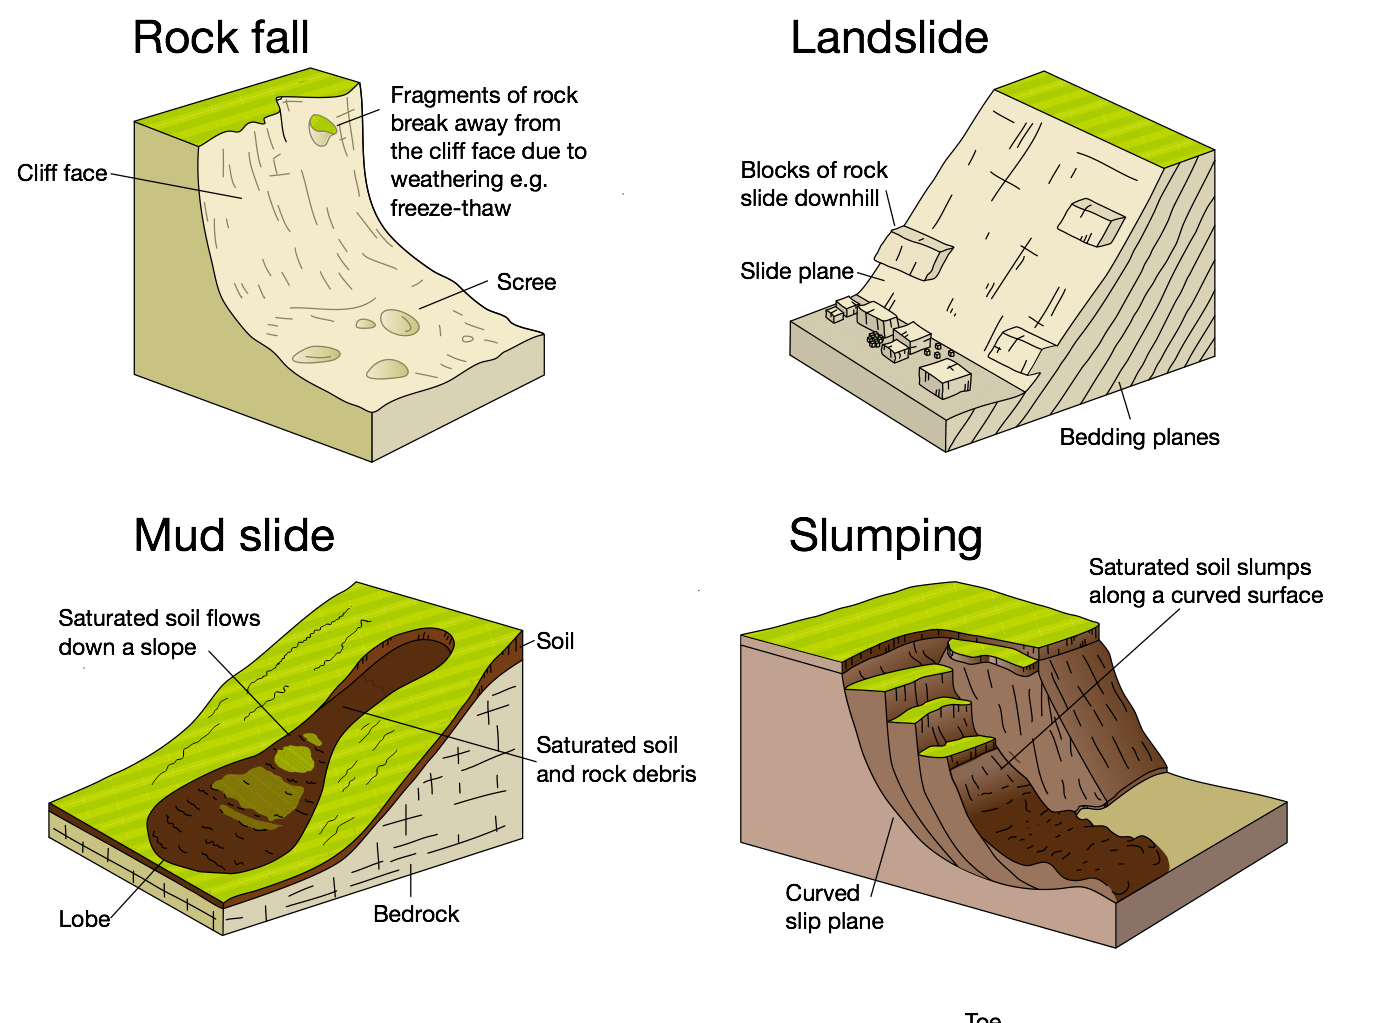 Rock fall
Fragments of rock
break away from
the cliff face due to
weathering e.g.
freeze-thaw
Cliff face
Scree
Landslide
Blocks of rock
slide downhill
Slide plane
Bedding planes
Mud slide
Saturated soil flows
down a slope
Soil
Saturated soil
and rock debris
Lobe
Bedrock
Slumping
Saturated soil slumps
along a curved surface
Curved
slip plane
Toe